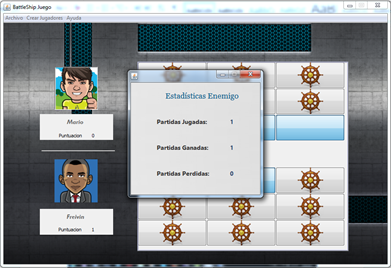 BattleShip Juego
Archivo Crear Jugadores Ayuda
Estadísticas Enemigo
Partidas Jugadas: 1
Partidas Ganadas: 1
Partidas Perdidas: 0
Puntuacion 0
Puntuacion 1